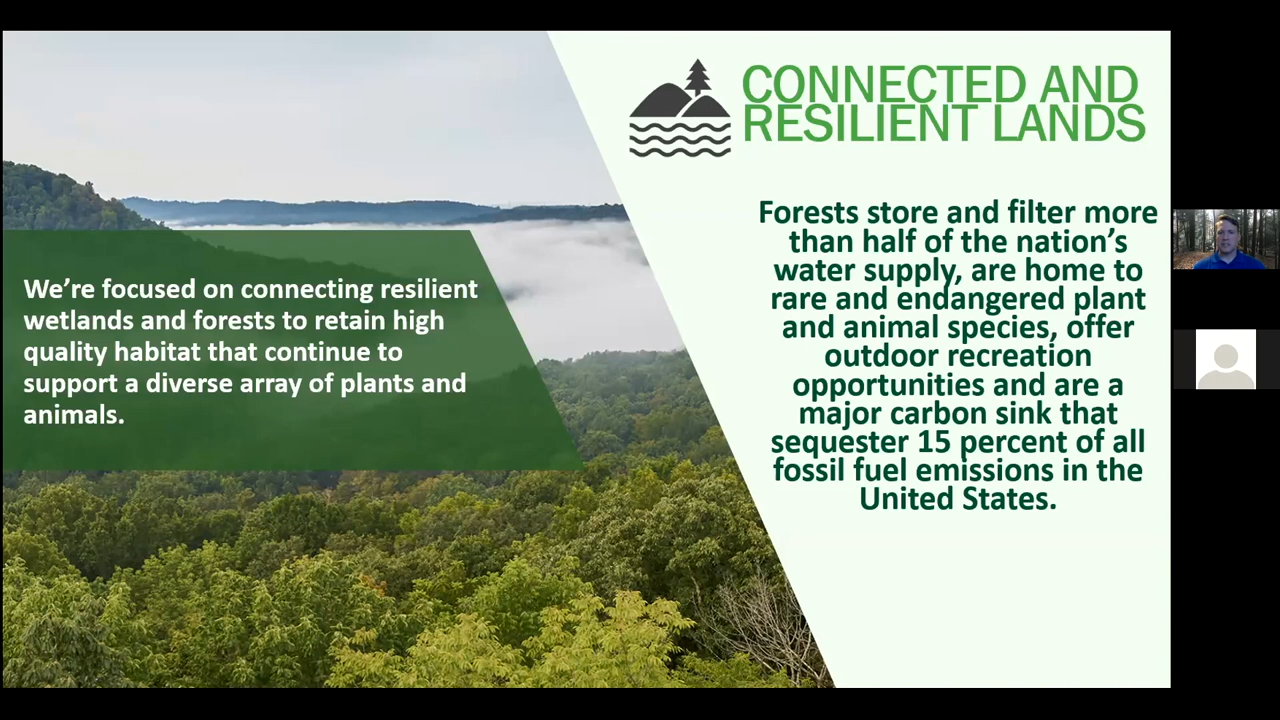 CONNECTED AND
RESILIENT LANDS
We're focused on connecting resilient
wetlands and forests to retain high
quality habitat that continue to
support a diverse array of plants and
animals.
Forests store and filter more
than half of the nation's
water supply, are home to
rare and endangered plant
and animal species, offer
outdoor recreation
opportunities and are a
major carbon sink that
sequester 15 percent of all
fossil fuel emissions in the
United States.